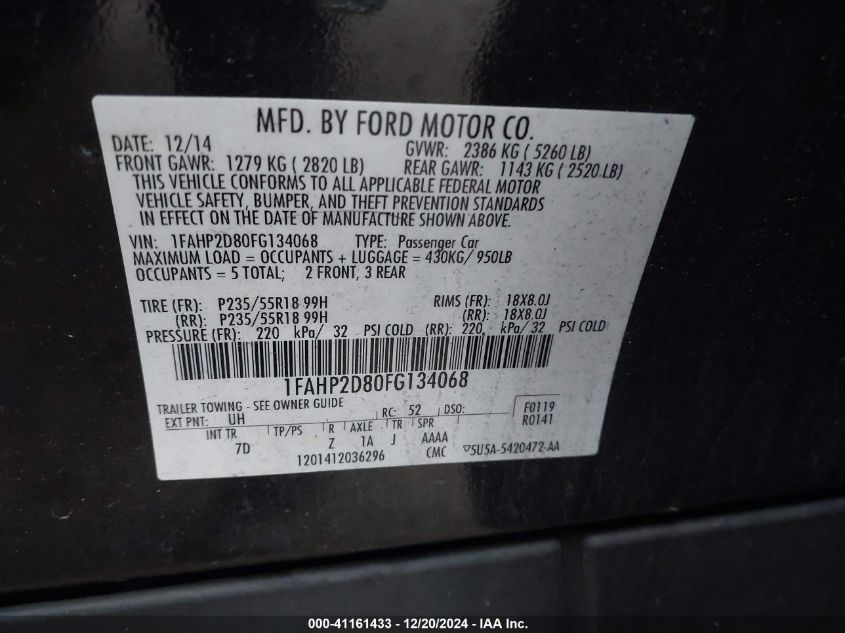 MFD. BY FORD MOTOR CO.
DATE: 12/14 GVWR: 2386 KG ( 5260 LB)
FRONT GAWR: 1279 KG ( 2820 LB) REAR GAWR: 1143 KG ( 2520 LB)
THIS VEHICLE CONFORMS TO ALL APPLICABLE FEDERAL MOTOR
VEHICLE SAFETY, BUMPER, AND THEFT PREVENTION STANDARDS
IN EFFECT ON THE DATE OF MANUFACTURE SHOWN ABOVE.
VIN: 1FAHP2D80FG134068 TYPE: Passenger Car
MAXIMUM LOAD = OCCUPANTS + LUGGAGE = 430KG/ 950LB
OCCUPANTS = 5 TOTAL; 2 FRONT, 3 REAR
TIRE (FR): P235/55R18 99H RIMS (FR): 18X8.0J
(RR): P235/55R18 99H (RR): 18X8.0J
PRESSURE (FR): 220 kPa/ 32 PSI COLD (RR): 220 kPa/ 32 PSI COLD
1FAHP2D80FG134068
TRAILER TOWING - SEE OWNER GUIDE
EXT PNT: UH RC: 52 DSO: F0119
R0141
INT TR TP/PS R AXLE TR SPR
7D Z 1A J AAAA
1201412036296 CMC ▽5U5A-5420472-AA
000-41161433 - 12/20/2024 - IAA Inc.